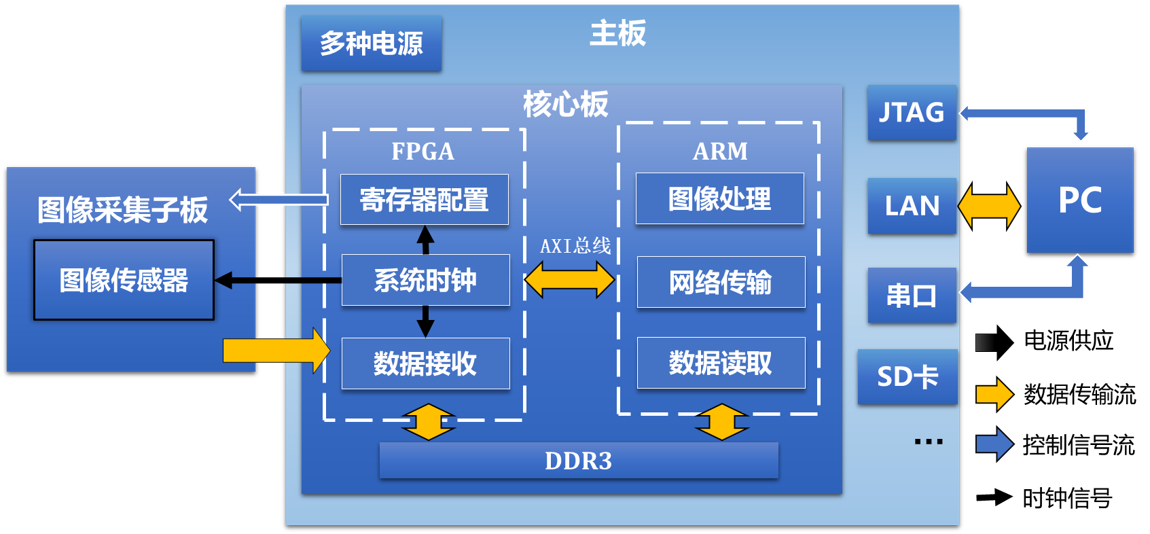 主板
多种电源
核心板
FPGA
寄存器配置
系统时钟
数据接收
AXI总线
ARM
图像处理
网络传输
数据读取
DDR3
图像采集子板
图像传感器
JTAG
LAN
串口
SD卡
...
PC
电源供应
数据传输流
控制信号流
时钟信号